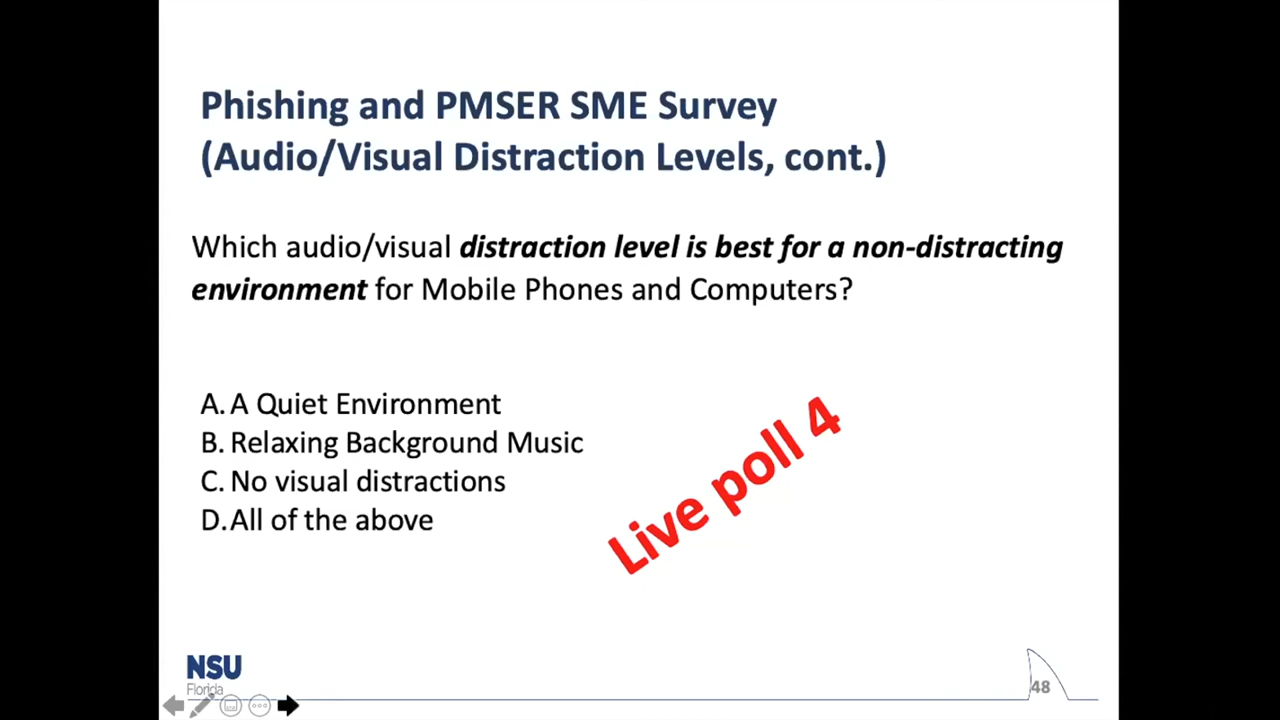 Phishing and PMSER SME Survey
(Audio/Visual Distraction Levels, cont.)
Which audio/visual distraction level is best for a non-distracting
environment for Mobile Phones and Computers?
A. A Quiet Environment
B. Relaxing Background Music
C. No visual distractions
D. All of the above
Live poll 4
NSU
Florida
48